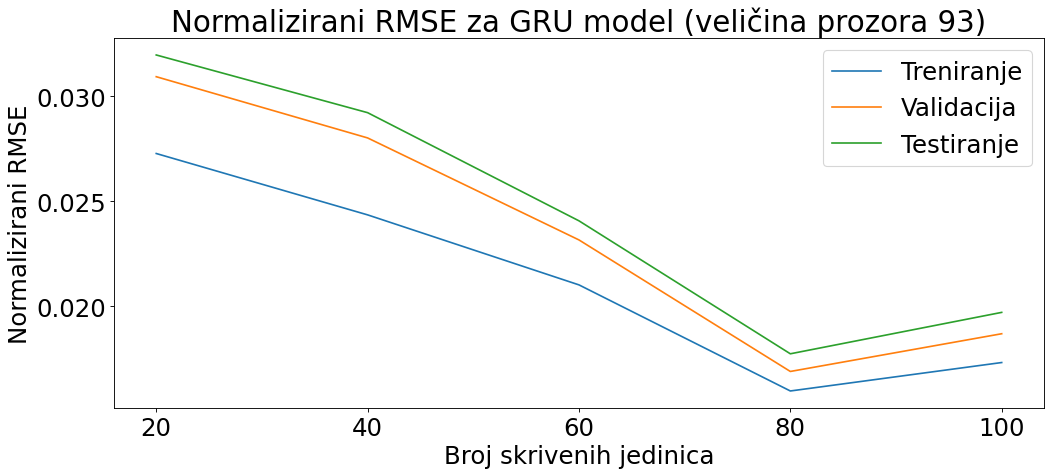 Normalizirani RMSE za GRU model (veličina prozora 93)
Treniranje
Validacija
Testiranje
Normalizirani RMSE
0.030
0.025
0.020
20 40 60 80 100
Broj skrivenih jedinica